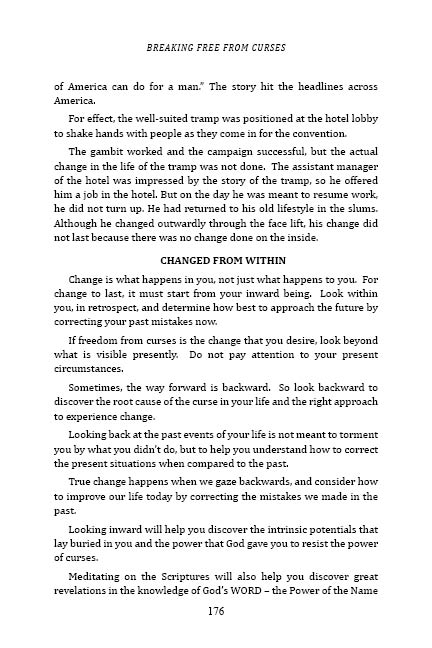 BREAKING FREE FROM CURSES
of America can do for a man.” The story hit the headlines across
America.
For effect, the well-suited tramp was positioned at the hotel lobby
to shake hands with people as they come in for the convention.
The gambit worked and the campaign successful, but the actual
change in the life of the tramp was not done.  The assistant manager
of the hotel was impressed by the story of the tramp, so he offered
him a job in the hotel. But on the day he was meant to resume work,
he did not turn up. He had returned to his old lifestyle in the slums.
Although he changed outwardly through the face lift, his change did
not last because there was no change done on the inside.
CHANGED FROM WITHIN
Change is what happens in you, not just what happens to you.  For
change to last, it must start from your inward being.  Look within
you, in retrospect, and determine how best to approach the future by
correcting your past mistakes now.
If freedom from curses is the change that you desire, look beyond
what is visible presently.  Do not pay attention to your present
circumstances.
Sometimes, the way forward is backward.  So look backward to
discover the root cause of the curse in your life and the right approach
to experience change.
Looking back at the past events of your life is not meant to torment
you by what you didn’t do, but to help you understand how to correct
the present situations when compared to the past.
True change happens when we gaze backwards, and consider how
to improve our life today by correcting the mistakes we made in the
past.
Looking inward will help you discover the intrinsic potentials that
lay buried in you and the power that God gave you to resist the power
of curses.
Meditating on the Scriptures will also help you discover great
revelations in the knowledge of God’s WORD – the Power of the Name
176